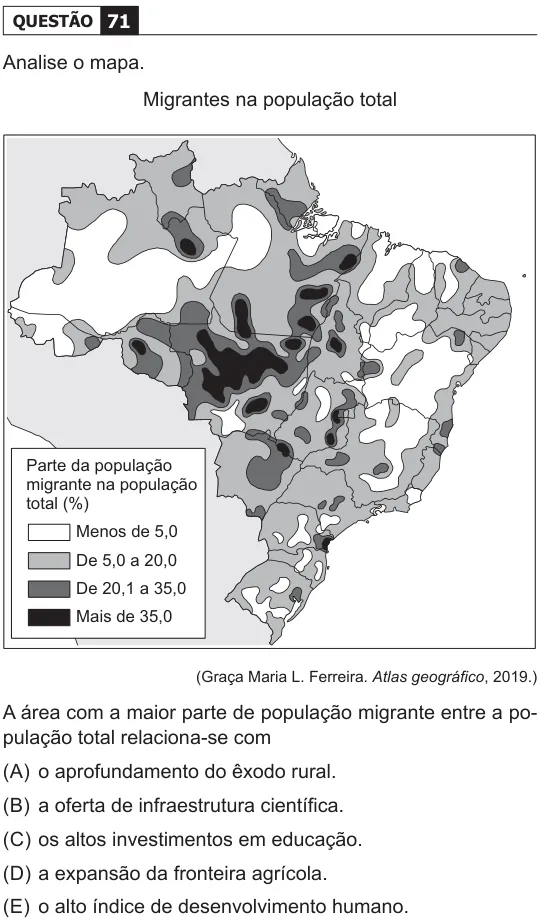 QUESTÃO 71
Analise o mapa.
Migrantes na população total
Parte da população
migrante na população
total (%)
Menos de 5,0
De 5,0 a 20,0
De 20,1 a 35,0
Mais de 35,0
(Graça Maria L. Ferreira. Atlas geográfico, 2019.)
A área com a maior parte de população migrante entre a po-
pulação total relaciona-se com
(A) o aprofundamento do êxodo rural.
(B) a oferta de infraestrutura científica.
(C) os altos investimentos em educação.
(D) a expansão da fronteira agrícola.
(E) o alto índice de desenvolvimento humano.